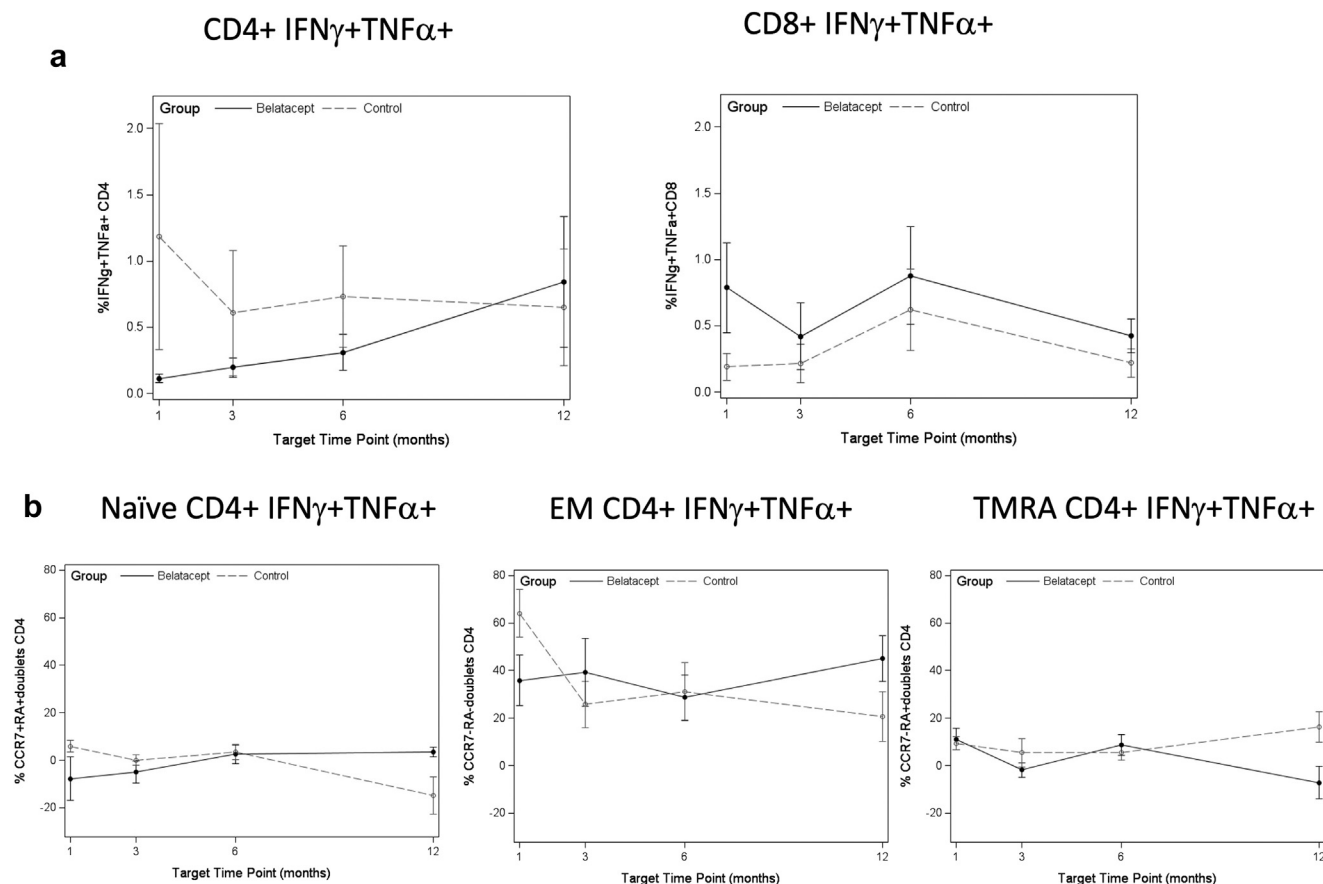 CD4+ IFNγ+TNFα+
CD8+ IFNγ+TNFα+
a
Group Belatacept Control
2.0
1.5
1.0
0.5
0.0
%IFNg+TNFa+ CD4
1 3 6 12
Target Time Point (months)
Group Belatacept Control
2.0
1.5
1.0
0.5
0.0
%IFNg+TNFa+CD8
1 3 6 12
Target Time Point (months)
b
Naïve CD4+ IFNγ+TNFα+
EM CD4+ IFNγ+TNFα+
TMRA CD4+ IFNγ+TNFα+
Group Belatacept Control
80
60
40
20
0
-20
% CCR7+RA+doublets CD4
1 3 6 12
Target Time Point (months)
Group Belatacept Control
80
60
40
20
0
-20
% CCR7-RA-doublets CD4
1 3 6 12
Target Time Point (months)
Group Belatacept Control
80
60
40
20
0
-20
% CCR7-RA+doublets CD4
1 3 6 12
Target Time Point (months)